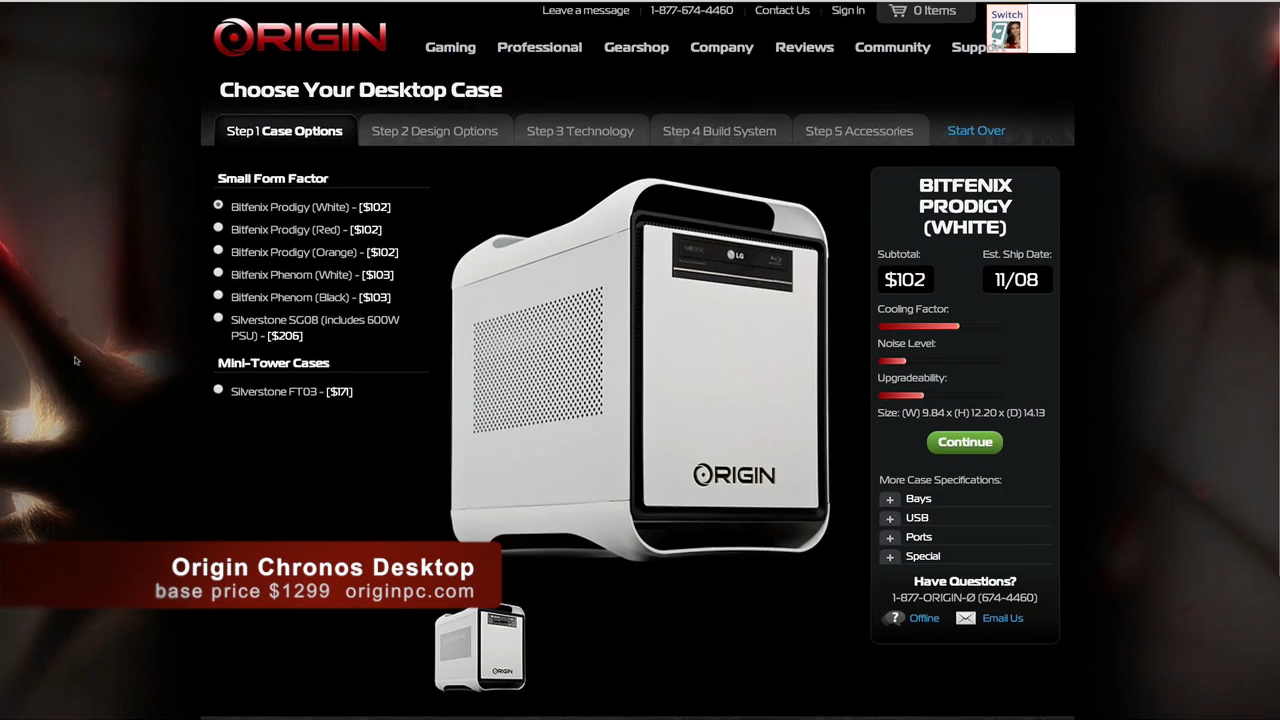 Leave a message
1-877-674-4460
Contact Us
Sign In
0 Items
Switch
ORIGIN
Gaming
Professional
Gearshop
Company
Reviews
Community
Choose Your Desktop Case
Step 1 Case Options
Step 2 Design Options
Step 3 Technology
Step 4 Build System
Step 5 Accessories
Start Over
Small Form Factor
Bitfenix Prodigy (White) - [$102]
Bitfenix Prodigy (Red) - [$102]
Bitfenix Prodigy (Orange) - [$102]
Bitfenix Phenom (White) - [$103]
Bitfenix Phenom (Black) - [$103]
Silverstone SG08 (includes 600W
PSU) - [$206]
Mini-Tower Cases
Silverstone FT03 - [$171]
LG
ORIGIN
BITFENIX
PRODIGY
(WHITE)
Subtotal:
Est. Ship Date:
$102
11/08
Cooling Factor:
Noise Level:
Upgradeability:
Size: (W) 9.84 x (H) 12.20 x (D) 14.13
Continue
More Case Specifications:
+ Bays
+ USB
+ Ports
+ Special
Have Questions?
1-877-ORIGIN-Ø (674-4460)
? Offline
Email Us
Origin Chronos Desktop
base price $1299 originpc.com
ORIGIN